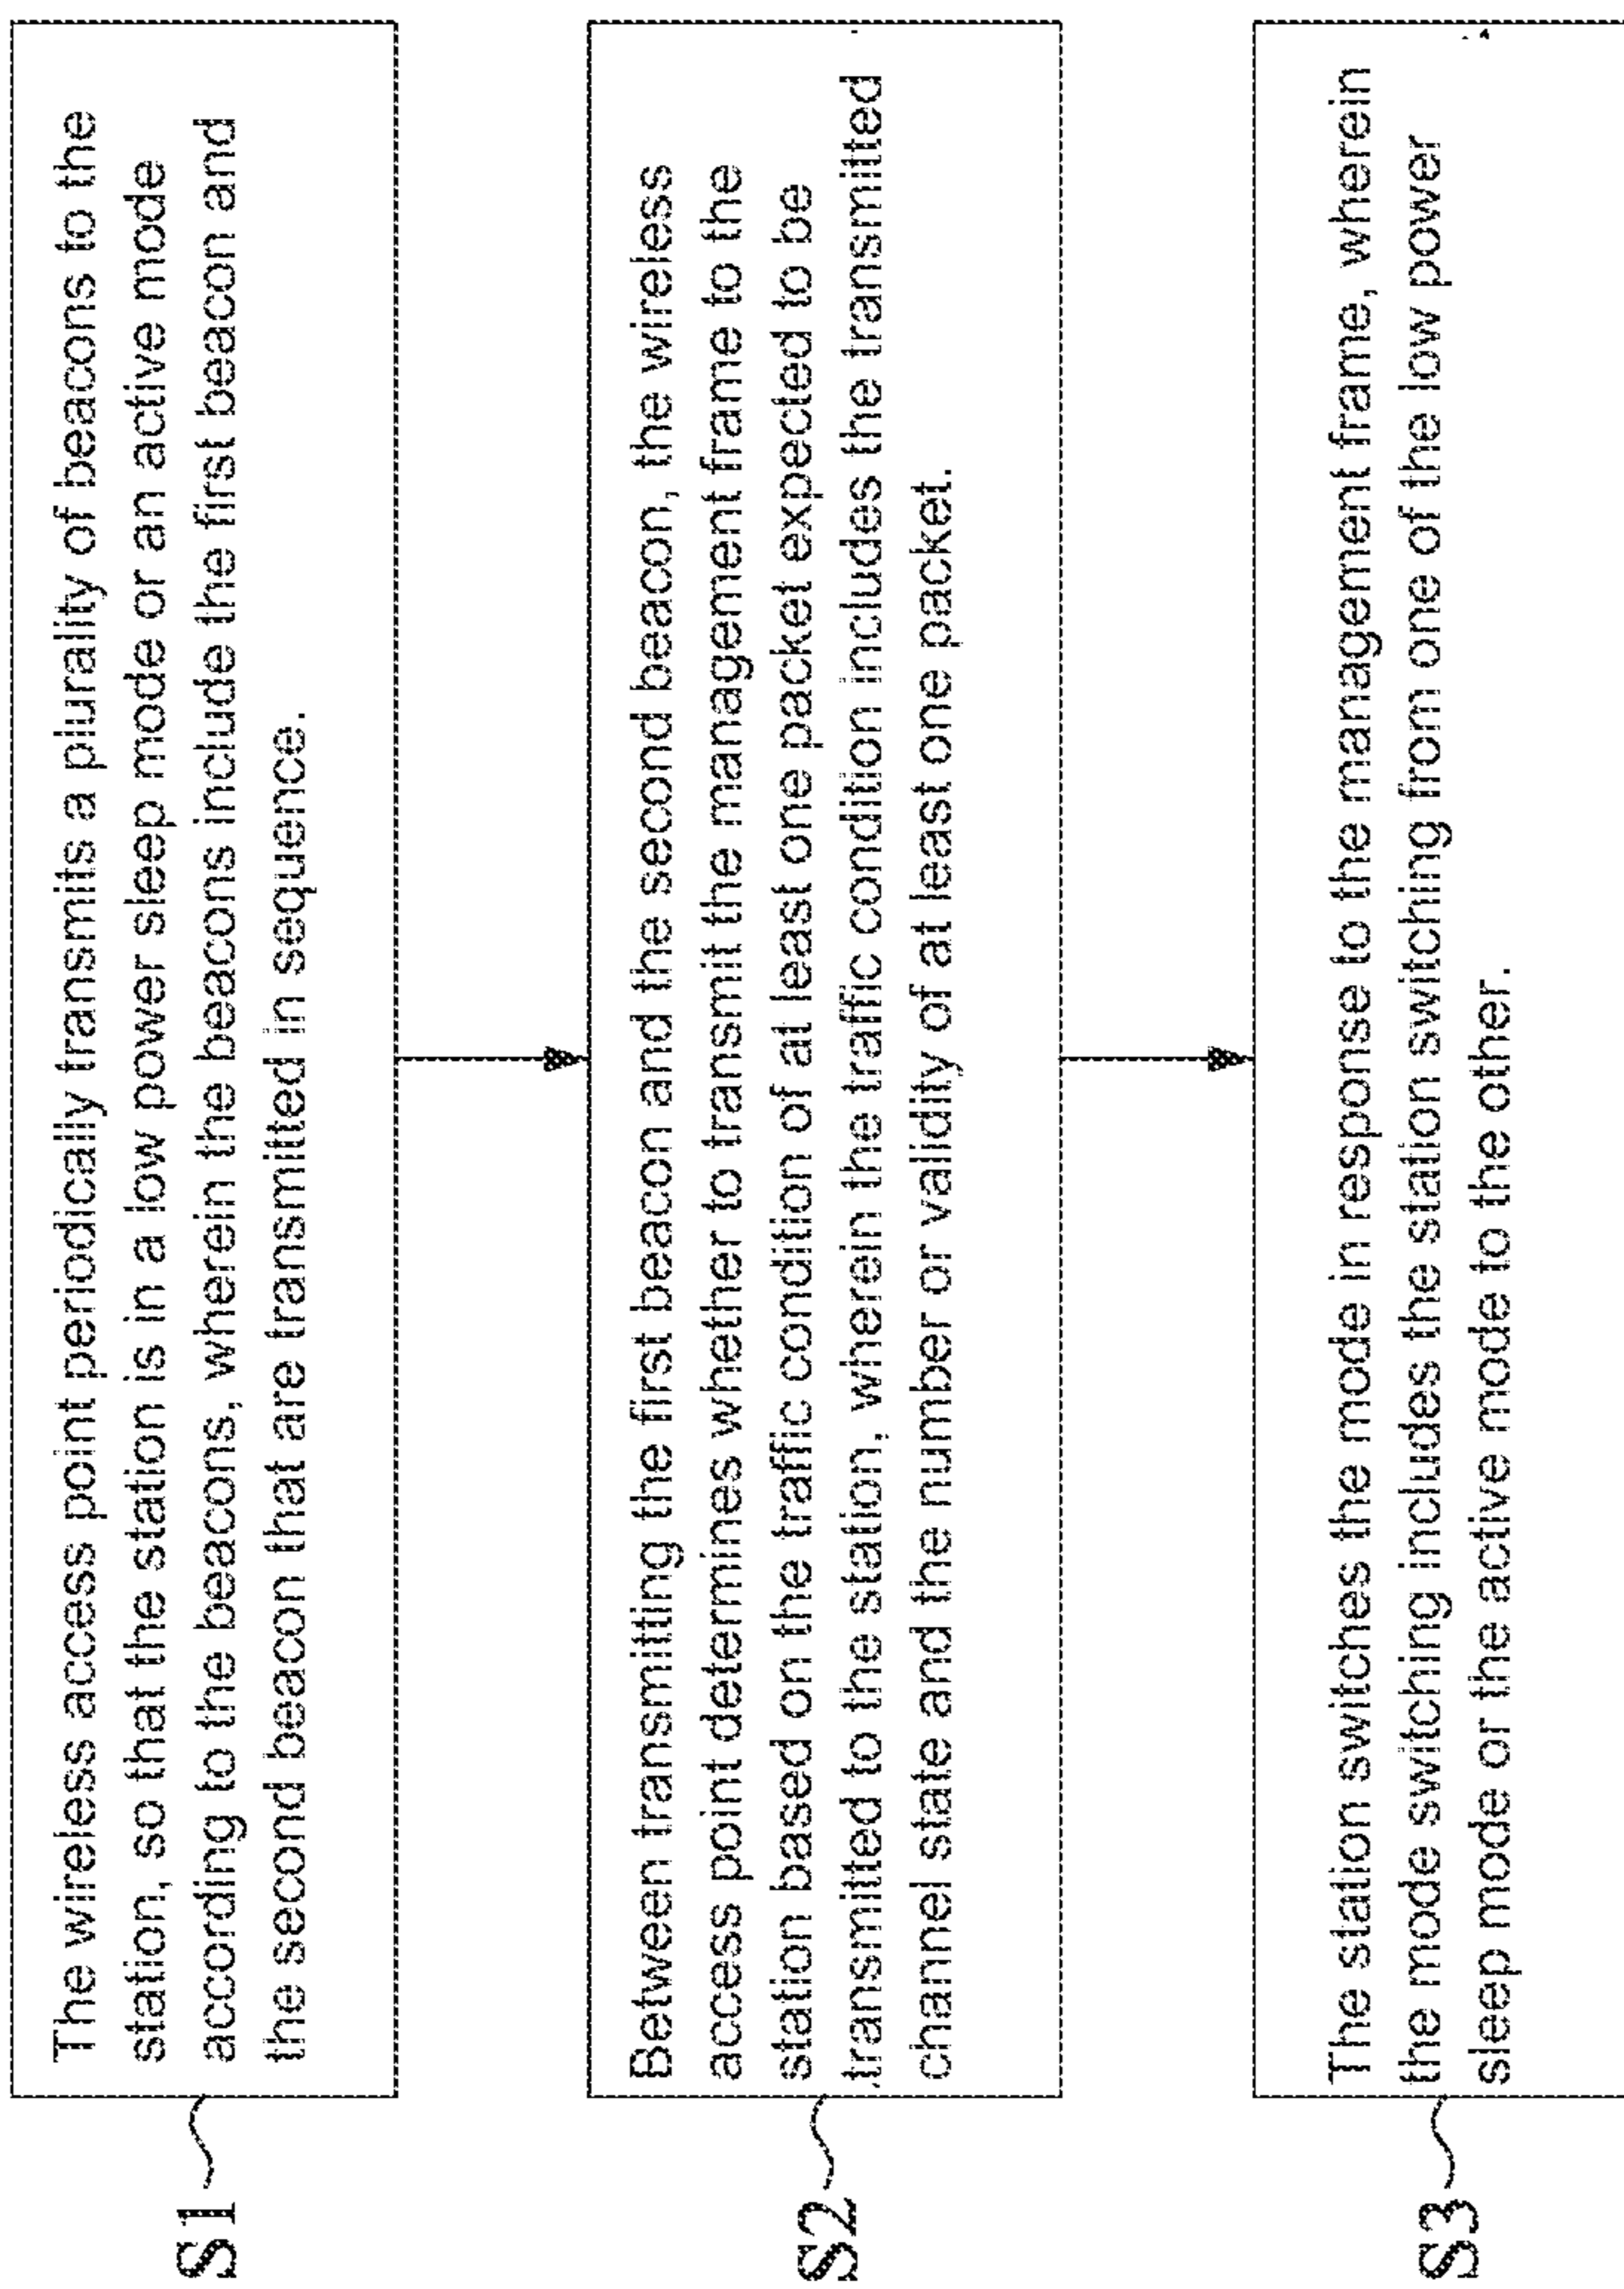 S1
The wireless access point periodically transmits a plurality of beacons to the
station, so that the station is in a low power sleep mode or an active mode
according to the beacons, wherein the beacons include the first beacon and
the second beacon that are transmitted in sequence.
S2
Between transmitting the first beacon and the second beacon, the wireless
access point determines whether to transmit the management frame to the
station based on the traffic condition of at least one packet expected to be
transmitted to the station, wherein the traffic condition includes the transmitted
channel state and the number or validity of at least one packet.
S3
The station switches the mode in response to the management frame, wherein
the mode switching includes the station switching from one of the low power
sleep mode or the active mode to the other.